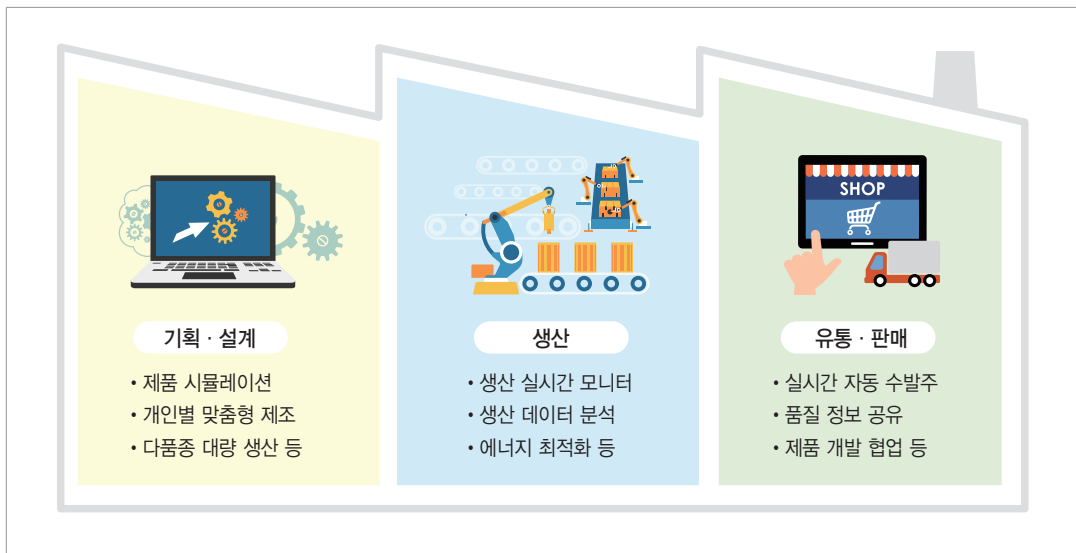 기획 · 설계
• 제품 시뮬레이션
• 개인별 맞춤형 제조
• 다품종 대량 생산 등
생산
• 생산 실시간 모니터
• 생산 데이터 분석
• 에너지 최적화 등
SHOP
유통 · 판매
• 실시간 자동 수발주
• 품질 정보 공유
• 제품 개발 협업 등